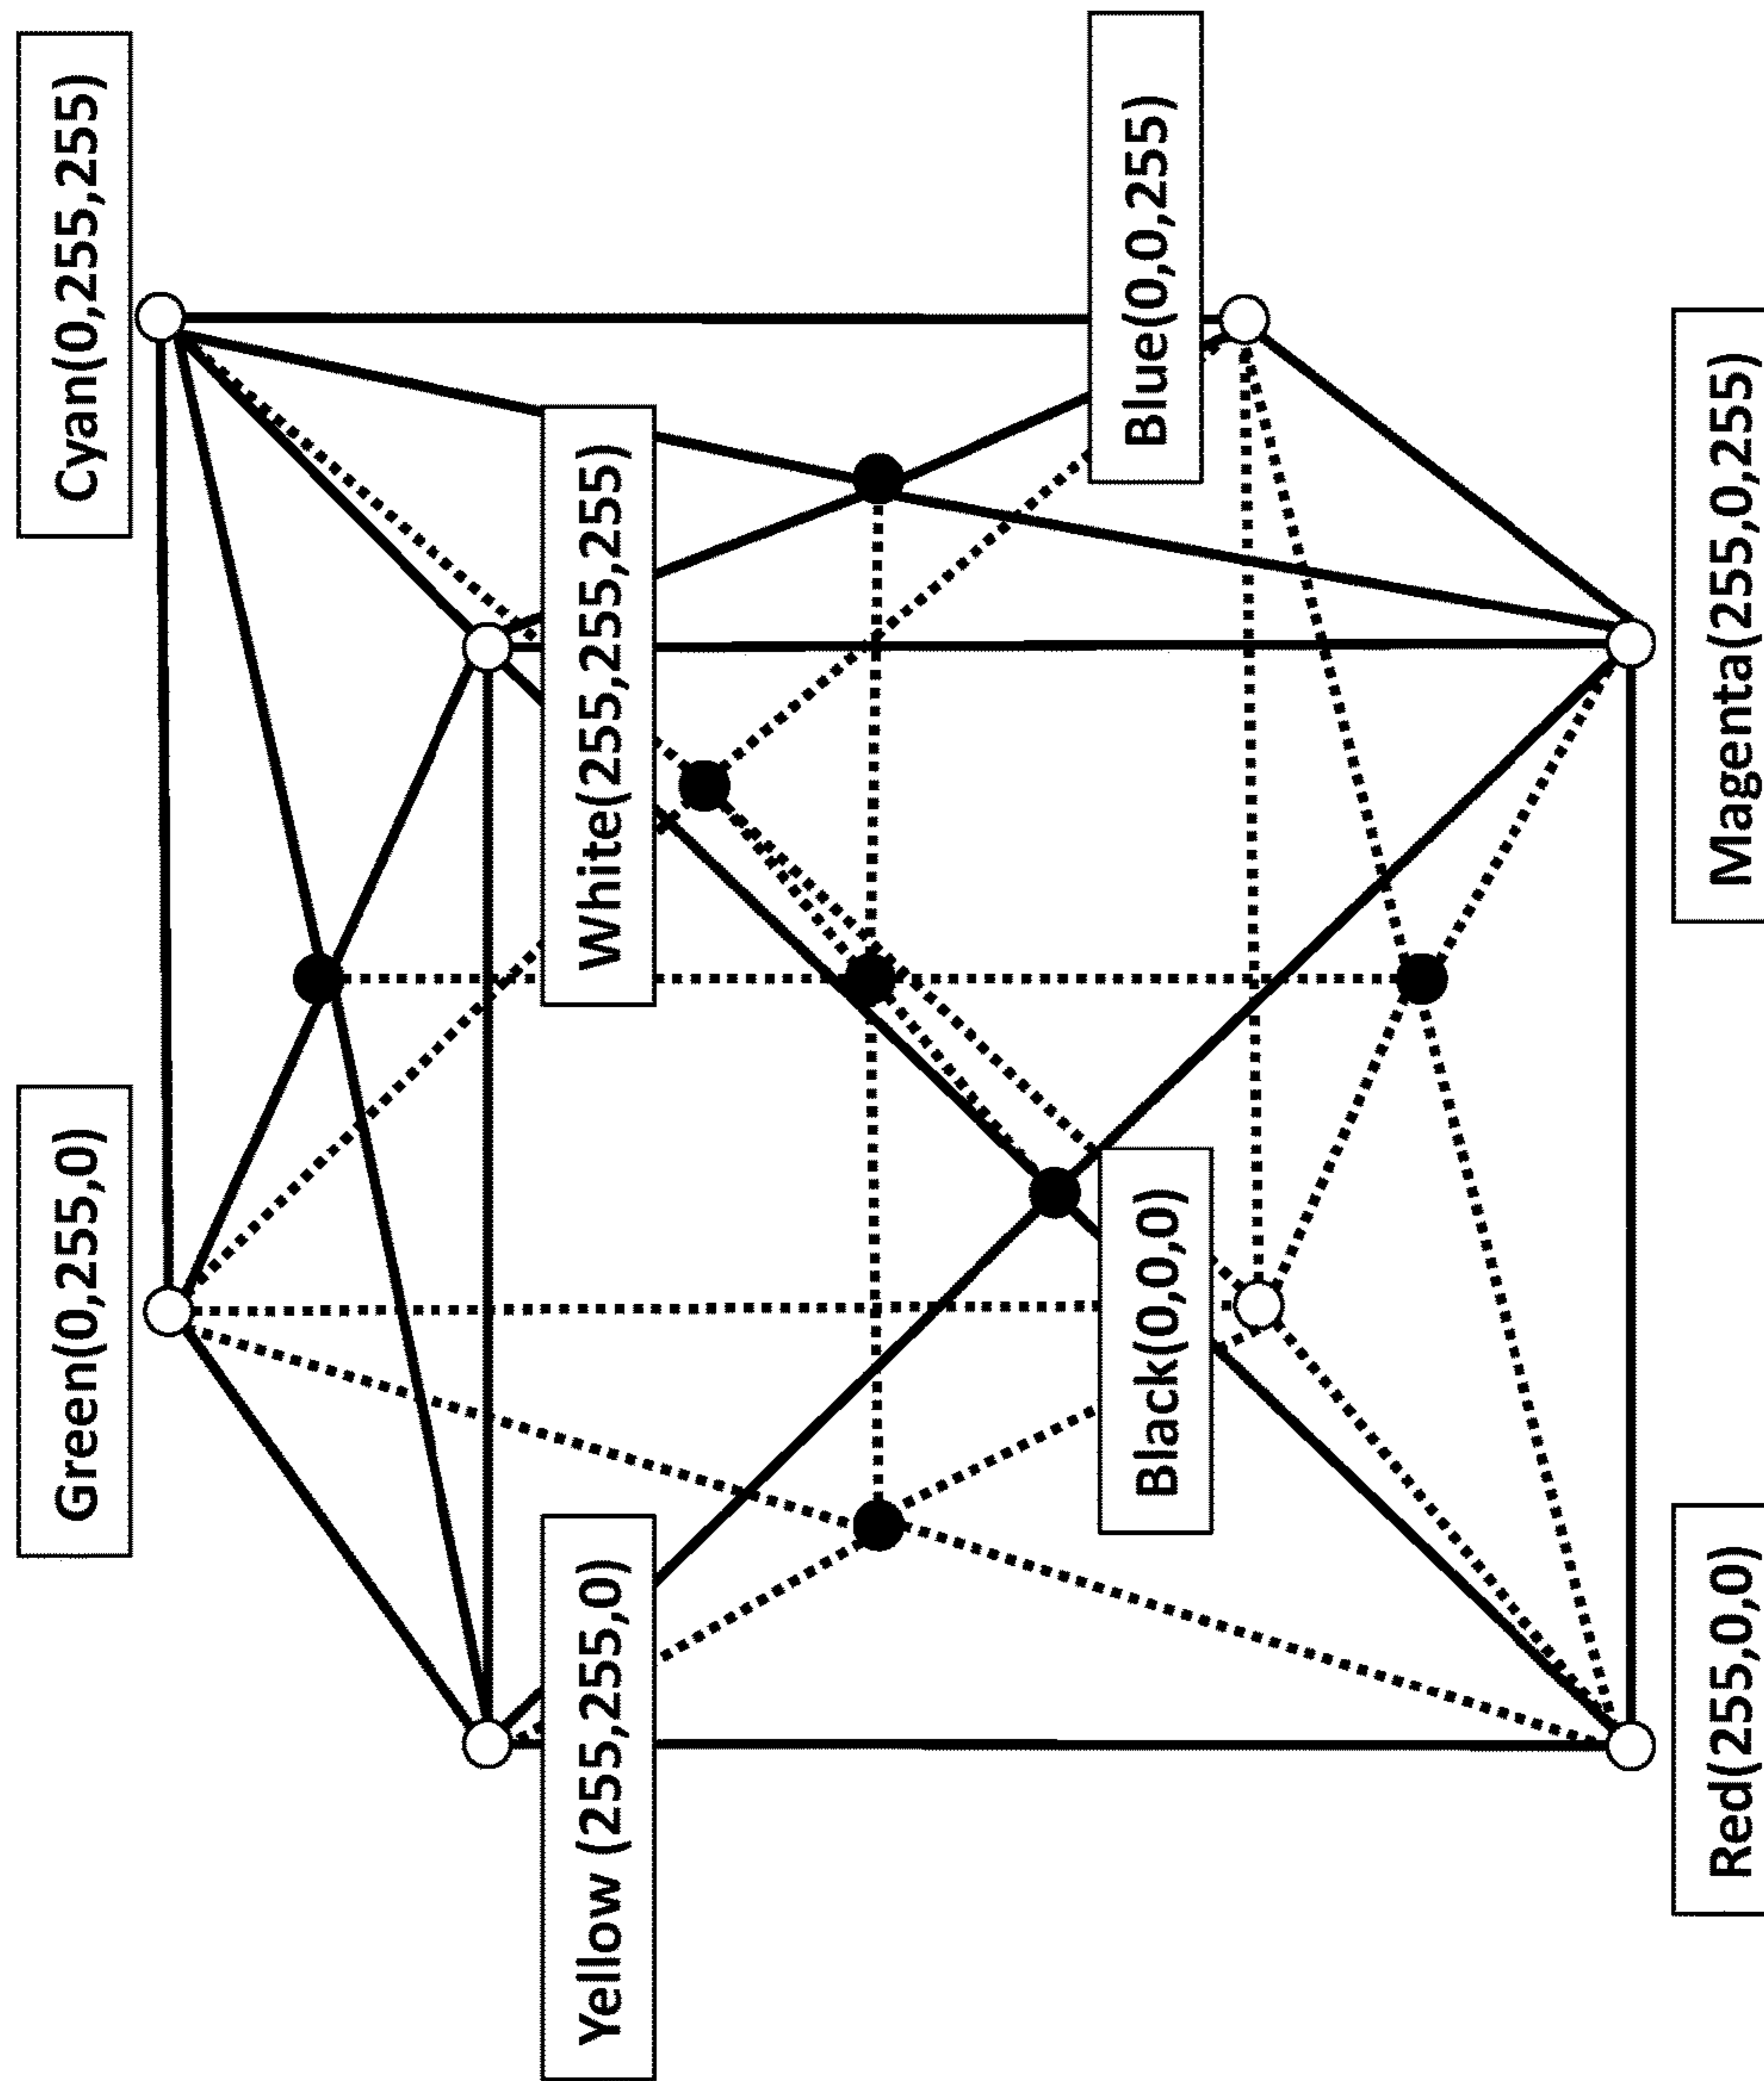 Green(0,255,0)
Cyan(0,255,255)
Yellow (255,255,0)
White(255,255,255)
Black(0,0,0)
Blue(0,0,255)
Red(255,0,0)
Magenta(255,0,255)